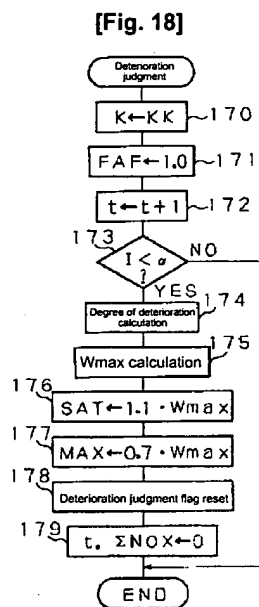 [Fig. 18]
Deterioration
judgment
K←KK
170
FAF←1.0
171
t←t+1
172
173
I<α
?
NO
YES
174
Degree of deterioration
calculation
175
Wmax calculation
176
SAT←1.1·Wmax
177
MAX←0.7·Wmax
178
Deterioration judgment flag reset
179
t. ΣNOX←0
END